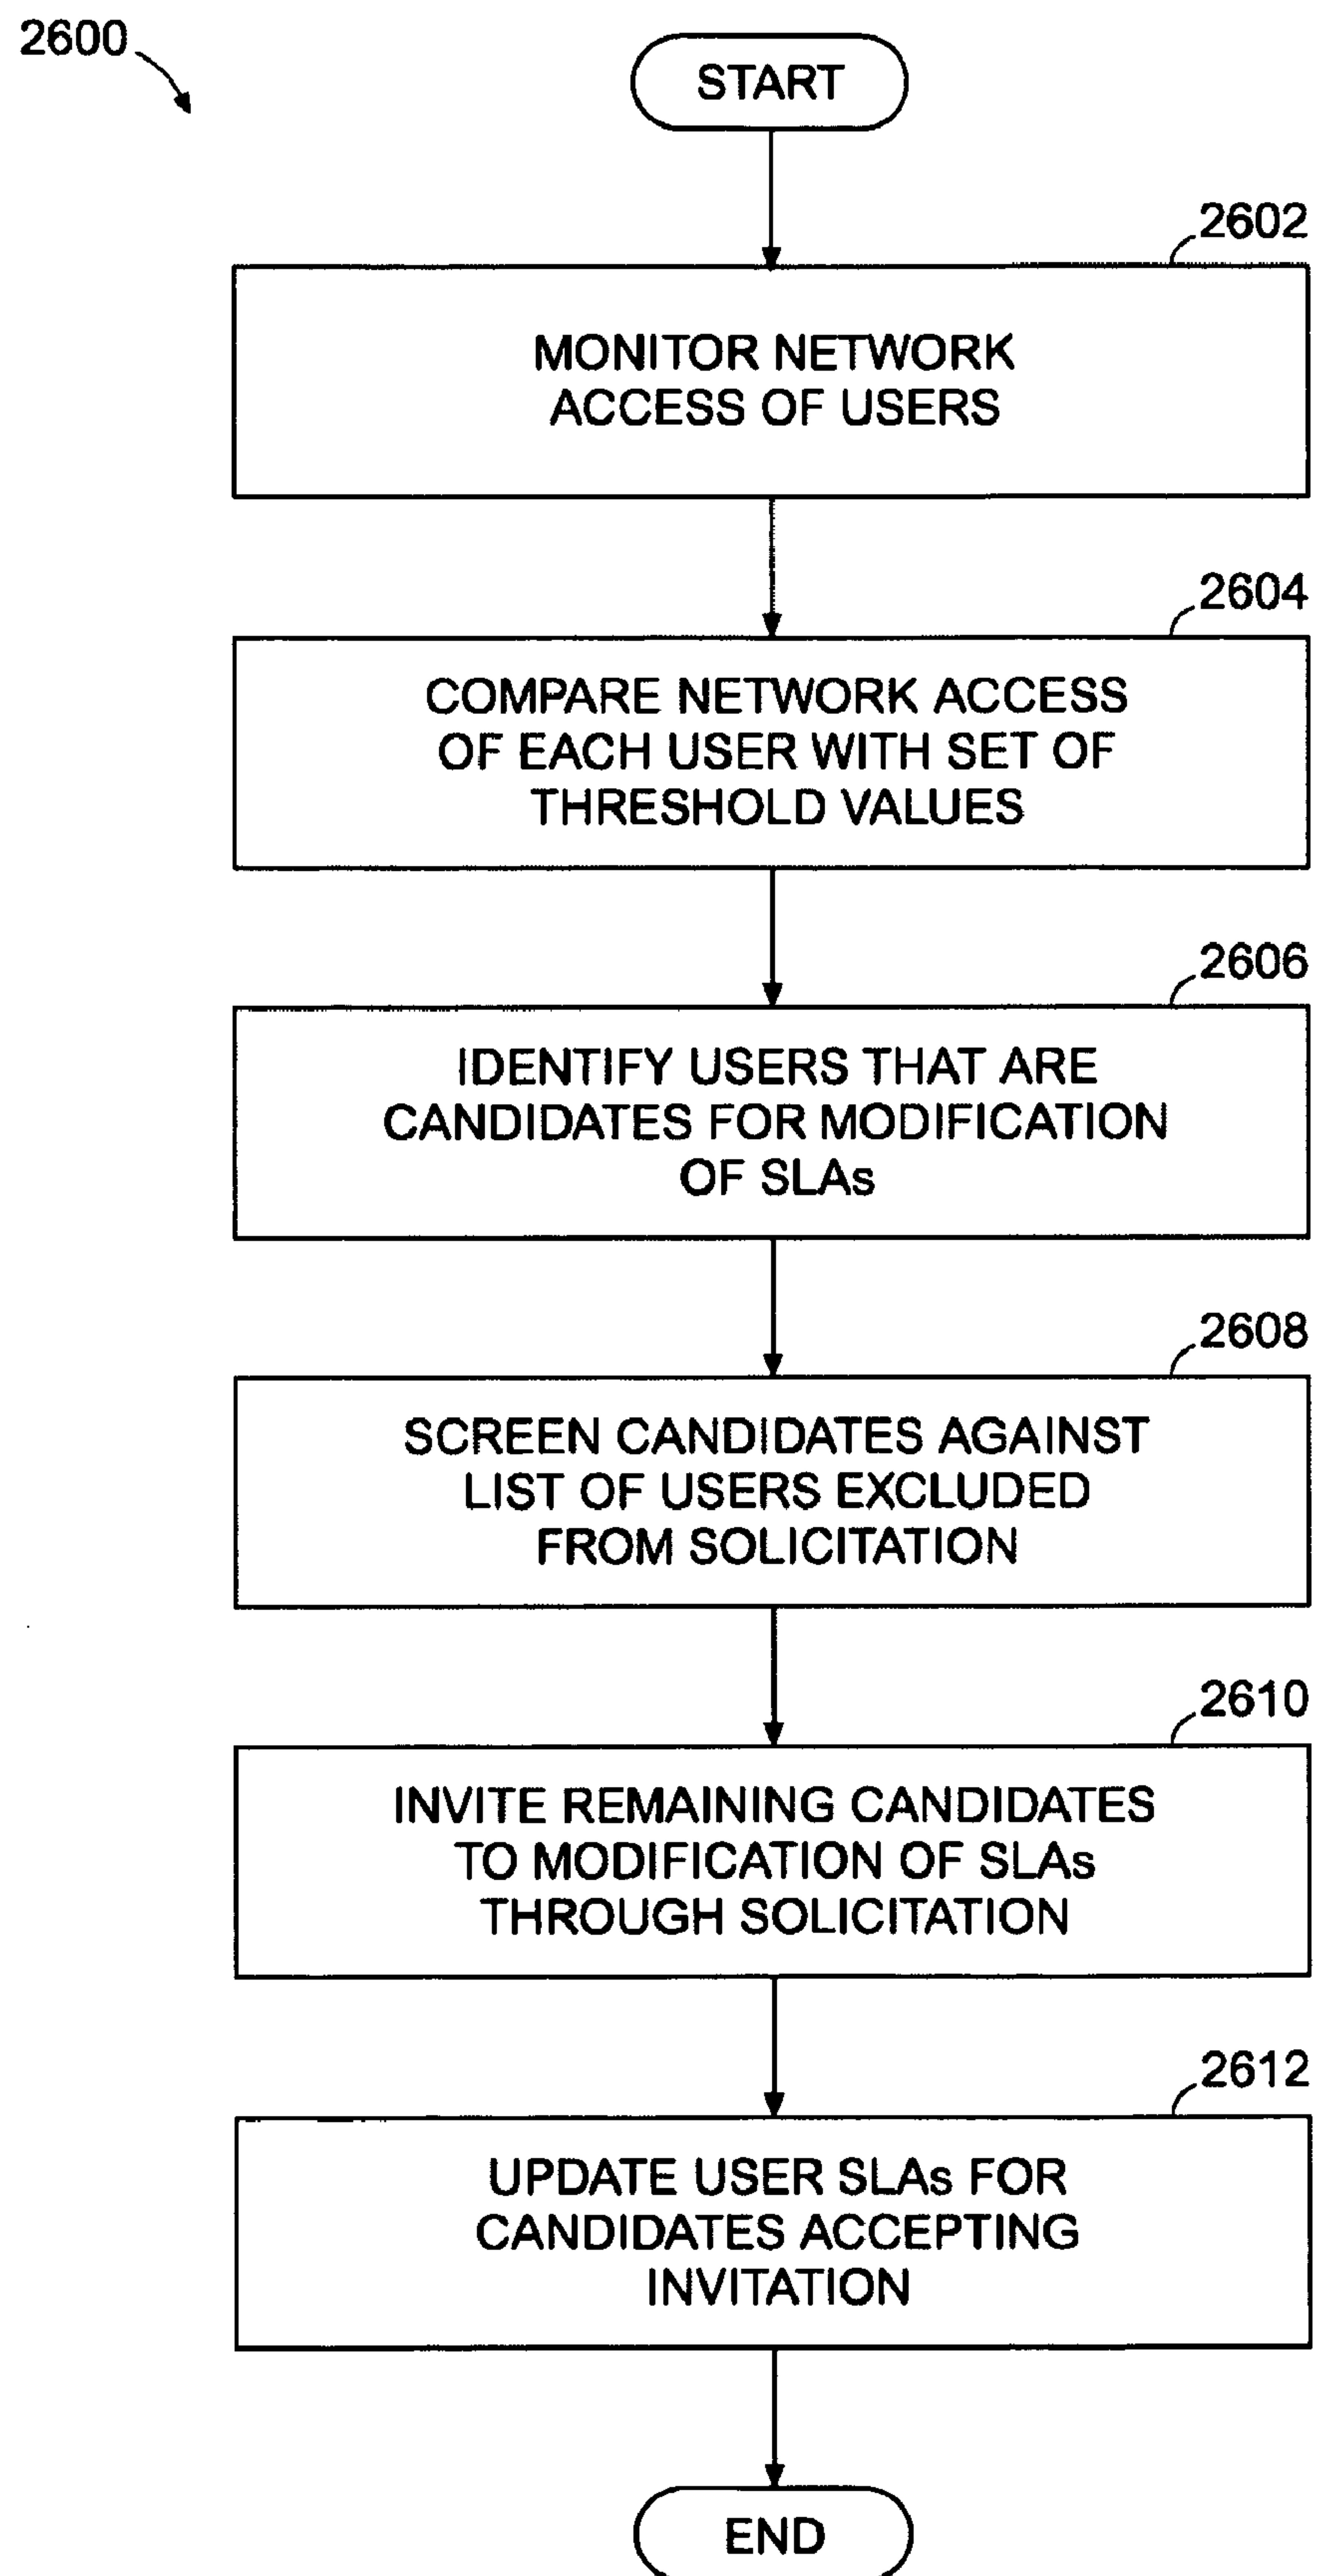 2600
START
2602
MONITOR NETWORK
ACCESS OF USERS
2604
COMPARE NETWORK ACCESS
OF EACH USER WITH SET OF
THRESHOLD VALUES
2606
IDENTIFY USERS THAT ARE
CANDIDATES FOR MODIFICATION
OF SLAs
2608
SCREEN CANDIDATES AGAINST
LIST OF USERS EXCLUDED
FROM SOLICITATION
2610
INVITE REMAINING CANDIDATES
TO MODIFICATION OF SLAs
THROUGH SOLICITATION
2612
UPDATE USER SLAs FOR
CANDIDATES ACCEPTING
INVITATION
END